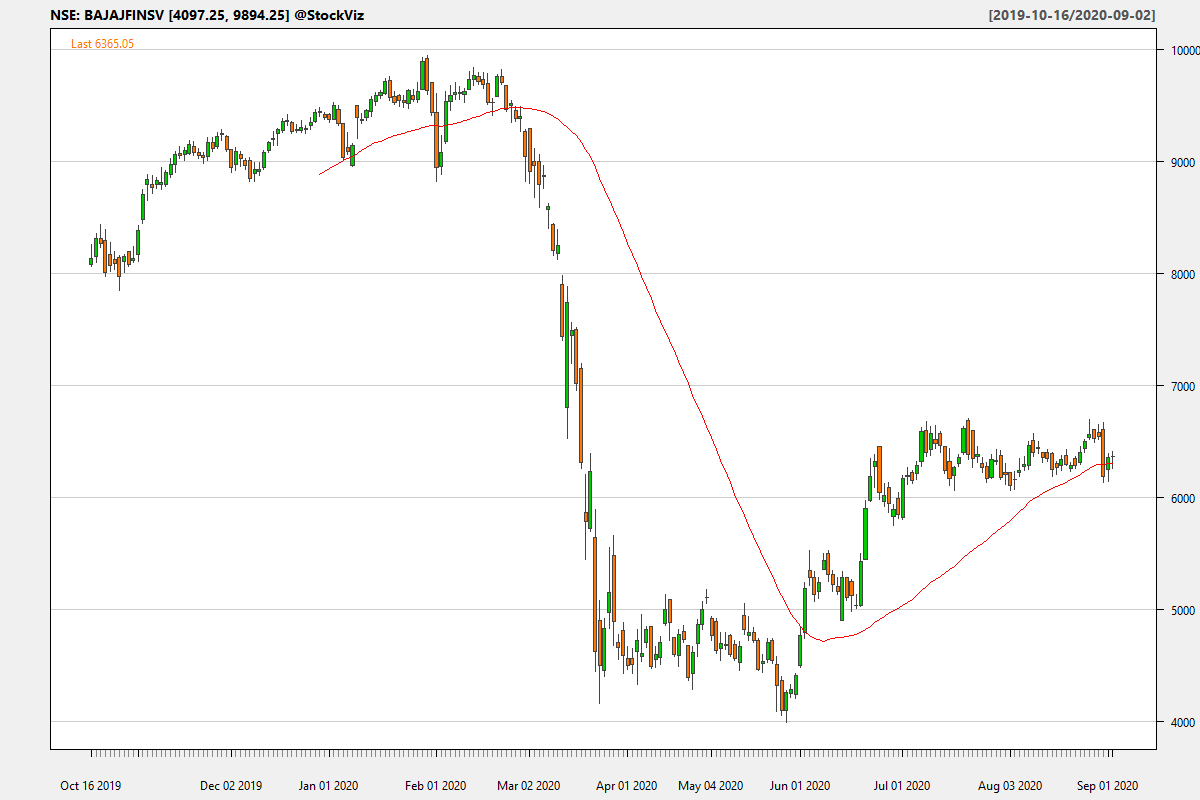 NSE: BAJAJFINSV [4097.25, 9894.25] @StockViz
[2019-10-16/2020-09-02]
Last 6365.05
10000
9000
8000
7000
6000
5000
4000
Oct 16 2019 Dec 02 2019 Jan 01 2020 Feb 01 2020 Mar 02 2020 Apr 01 2020 May 04 2020 Jun 01 2020 Jul 01 2020 Aug 03 2020 Sep 01 2020